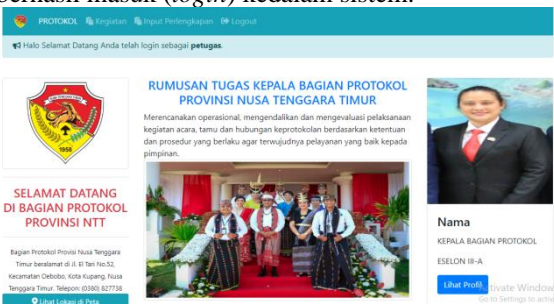 berhasil masuk (login) kedalam sistem.
PROTOKOL Kegiatan Input Perlengkapan Logout
Halo Selamat Datang Anda telah login sebagai petugas.
1958
SELAMAT DATANG
DI BAGIAN PROTOKOL
PROVINSI NTT
Bagian Protokol Provisi Nusa Tenggara
Timur beralamat di Jl. El Tari No.52,
Kecamatan Oebobo, Kota Kupang, Nusa
Tenggara Timur. Telepon: (0380) 827738
Lihat Lokasi di Peta
RUMUSAN TUGAS KEPALA BAGIAN PROTOKOL
PROVINSI NUSA TENGGARA TIMUR
Merencanakan operasional, mengendalikan dan mengevaluasi pelaksanaan
kegiatan acara, tamu dan hubungan keprotokolan berdasarkan ketentuan
dan prosedur yang berlaku agar terwujudnya pelayanan yang baik kepada
pimpinan.
Nama
KEPALA BAGIAN PROTOKOL
ESELON III-A
Lihat Profil
tivate Window
Go to Settings to activ